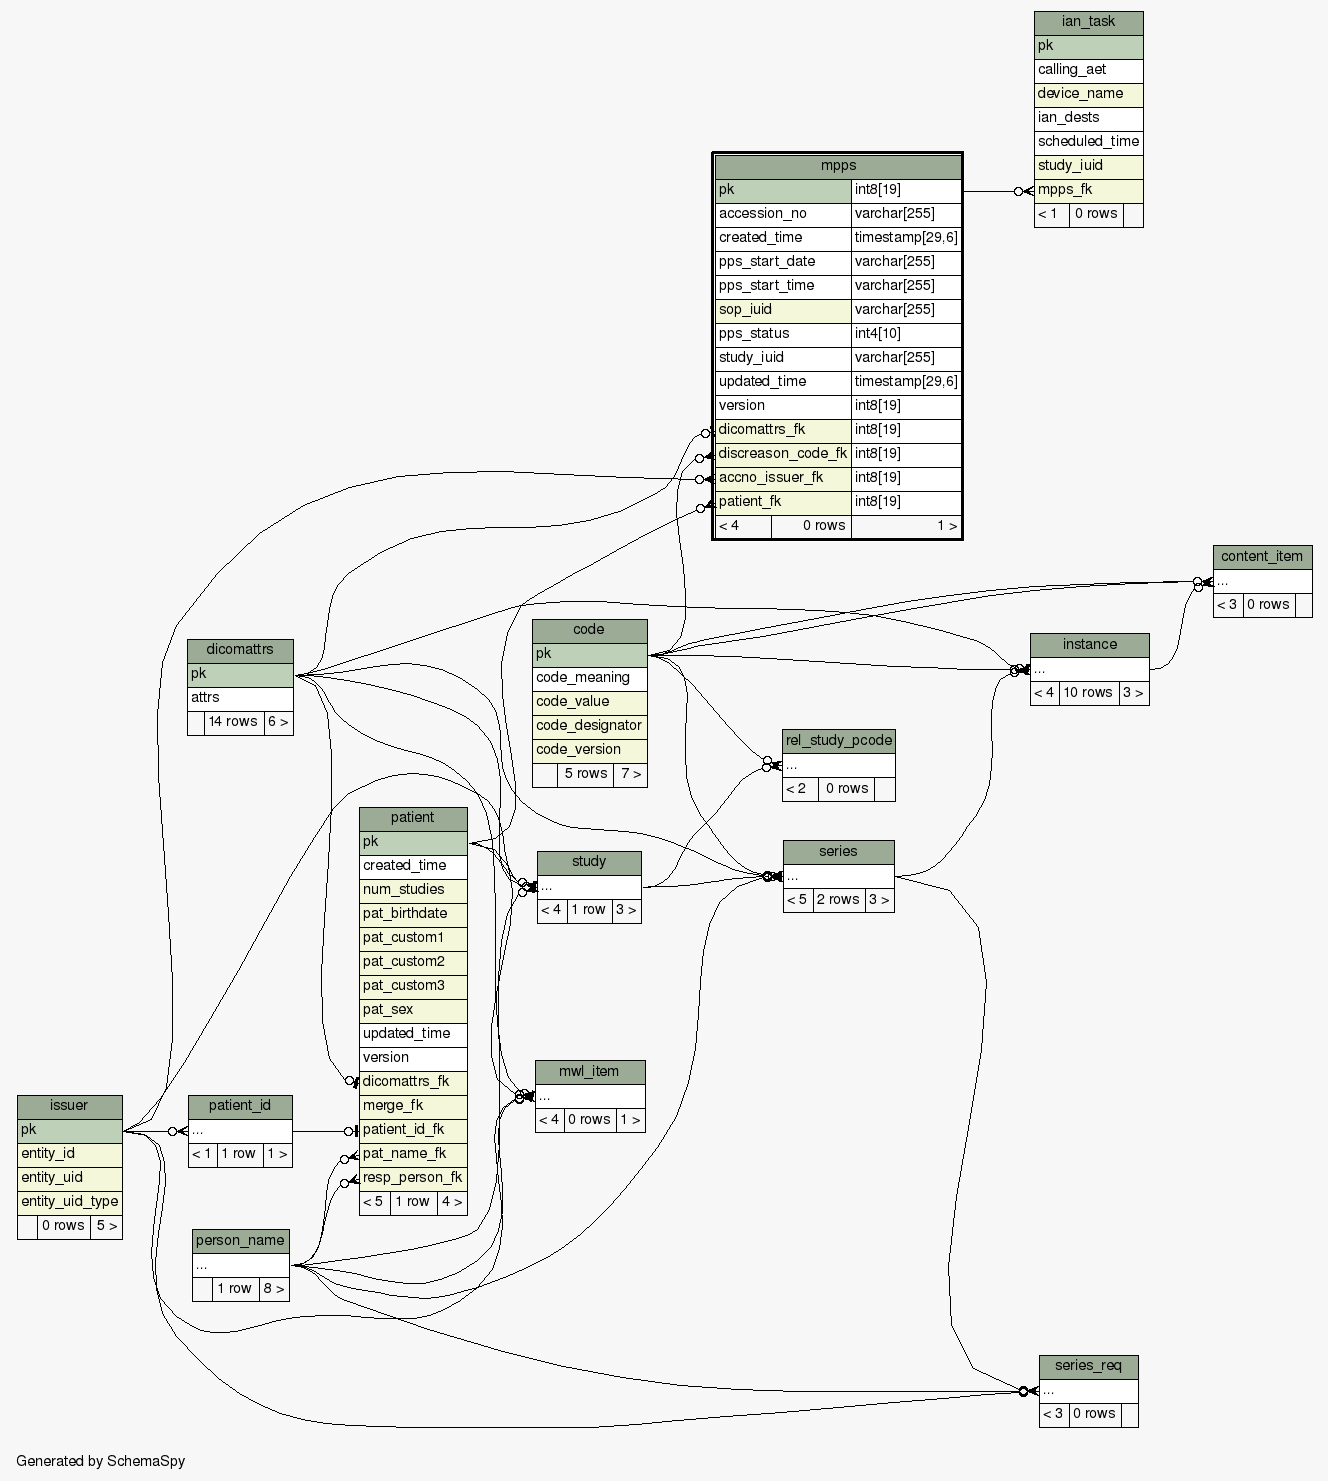 ian_task
pk
calling_aet
device_name
ian_dests
scheduled_time
study_iuid
mpps_fk
< 1 0 rows
mpps
pk int8[19]
accession_no varchar[255]
created_time timestamp[29,6]
pps_start_date varchar[255]
pps_start_time varchar[255]
sop_iuid varchar[255]
pps_status int4[10]
study_iuid varchar[255]
updated_time timestamp[29,6]
version int8[19]
dicomattrs_fk int8[19]
discreason_code_fk int8[19]
accno_issuer_fk int8[19]
patient_fk int8[19]
< 4 0 rows 1 >
content_item
...
< 3 0 rows
code
pk
code_meaning
code_value
code_designator
code_version
5 rows 7 >
instance
...
< 4 10 rows 3 >
dicomattrs
pk
attrs
14 rows 6 >
rel_study_pcode
...
< 2 0 rows
patient
pk
created_time
num_studies
pat_birthdate
pat_custom1
pat_custom2
pat_custom3
pat_sex
updated_time
version
dicomattrs_fk
merge_fk
patient_id_fk
pat_name_fk
resp_person_fk
< 5 1 row 4 >
study
...
< 4 1 row 3 >
series
...
< 5 2 rows 3 >
mwl_item
...
< 4 0 rows 1 >
issuer
pk
entity_id
entity_uid
entity_uid_type
0 rows 5 >
patient_id
...
< 1 1 row 1 >
person_name
...
1 row 8 >
series_req
...
< 3 0 rows
Generated by SchemaSpy